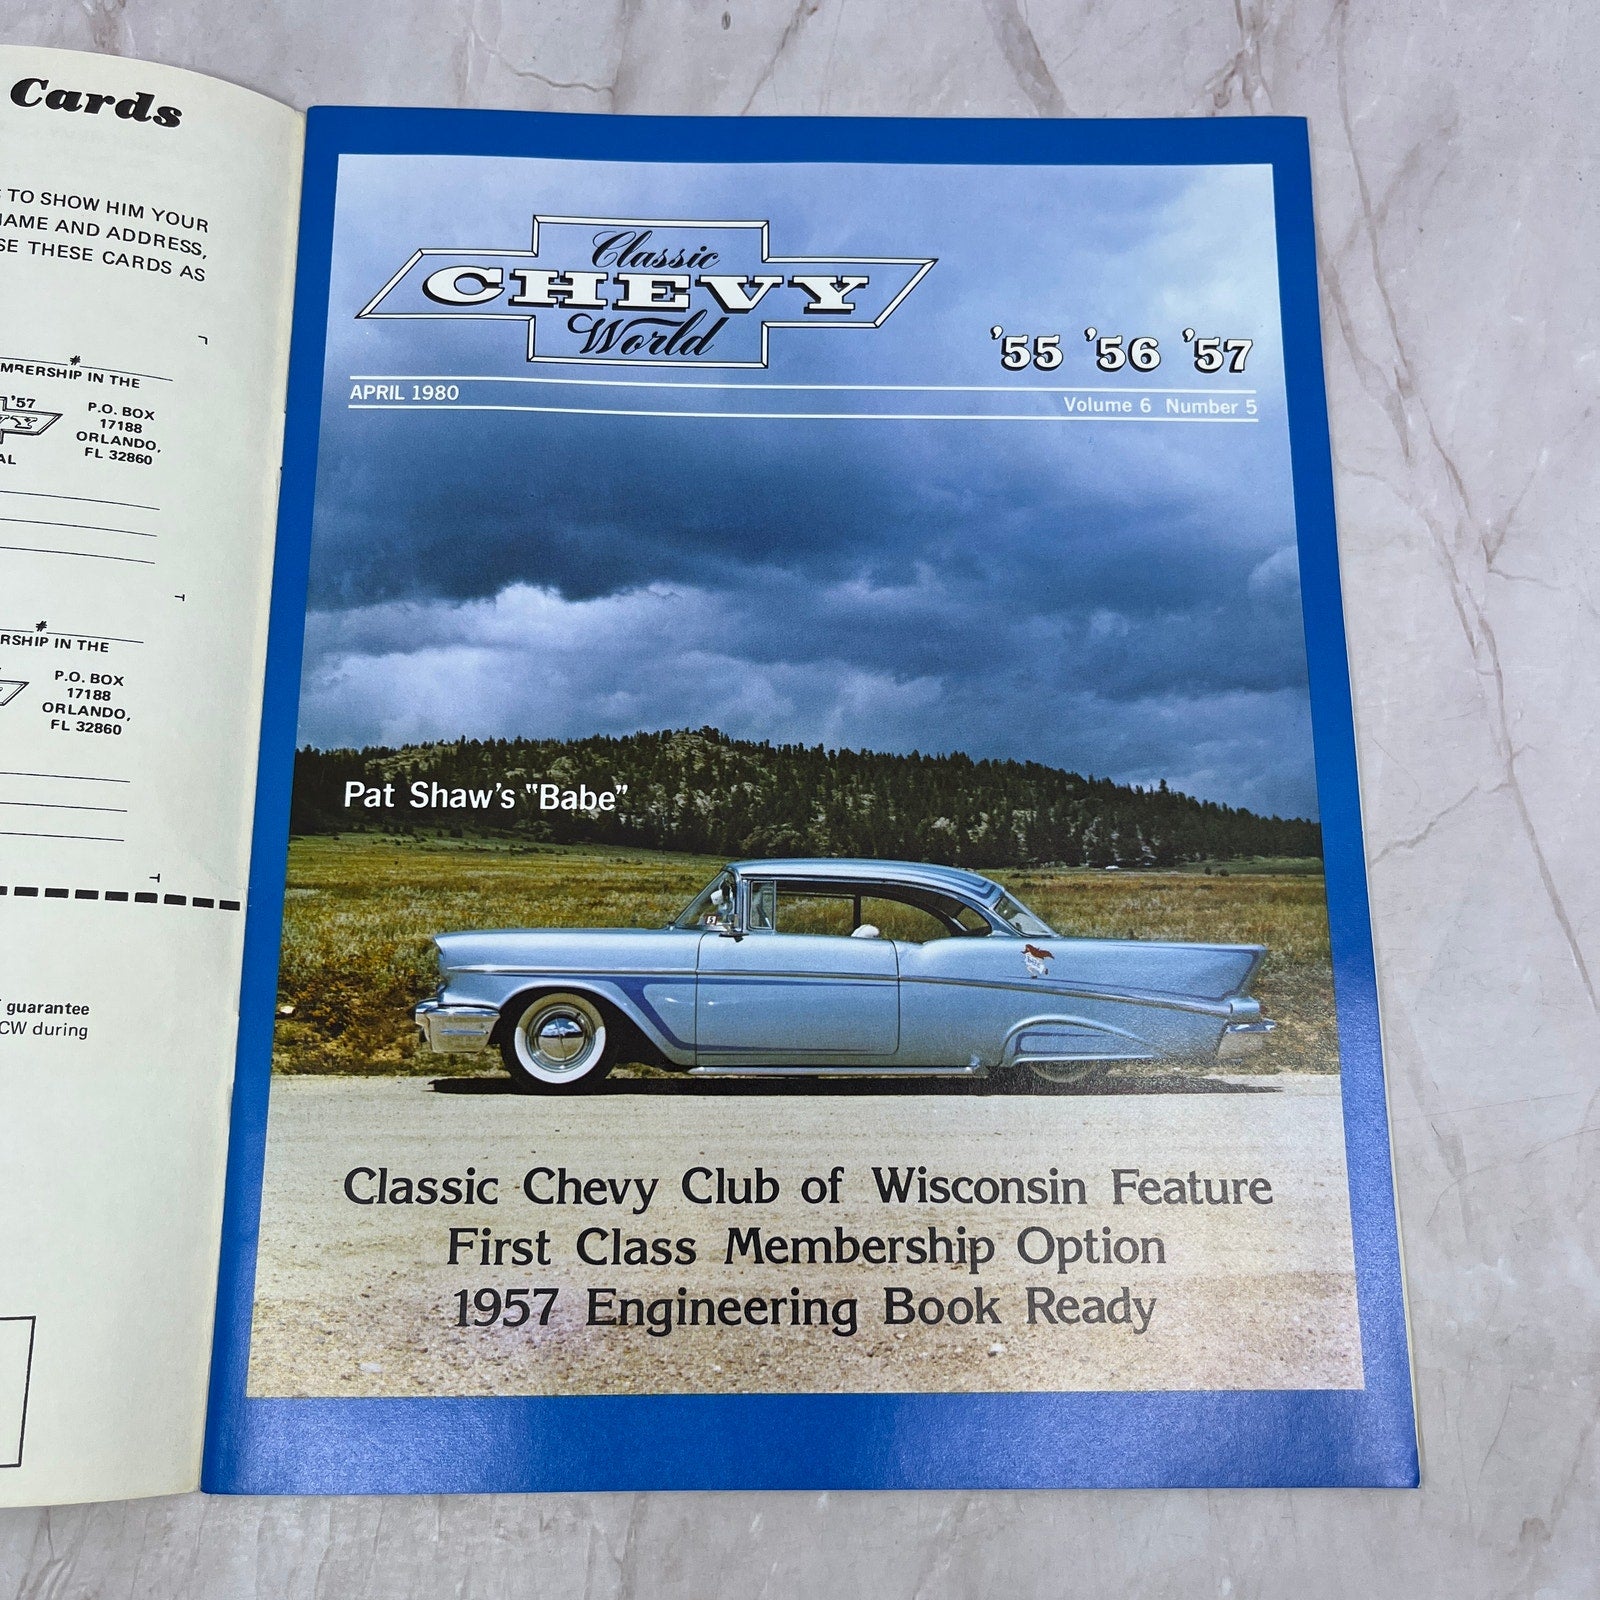 Cards
TO SHOW HIM YOUR
NAME AND ADDRESS,
THESE CARDS AS
#
MEMBERSHIP IN THE
'57
P.O. BOX
17188
ORLANDO,
FL 32860
#
IN THE
P.O. BOX
17188
ORLANDO,
FL 32860
guarantee
CW during
Classic
CHEVY
World
'55 '56 '57
APRIL 1980
Volume 6 Number 5
Pat Shaw's "Babe"
Classic Chevy Club of Wisconsin Feature
First Class Membership Option
1957 Engineering Book Ready